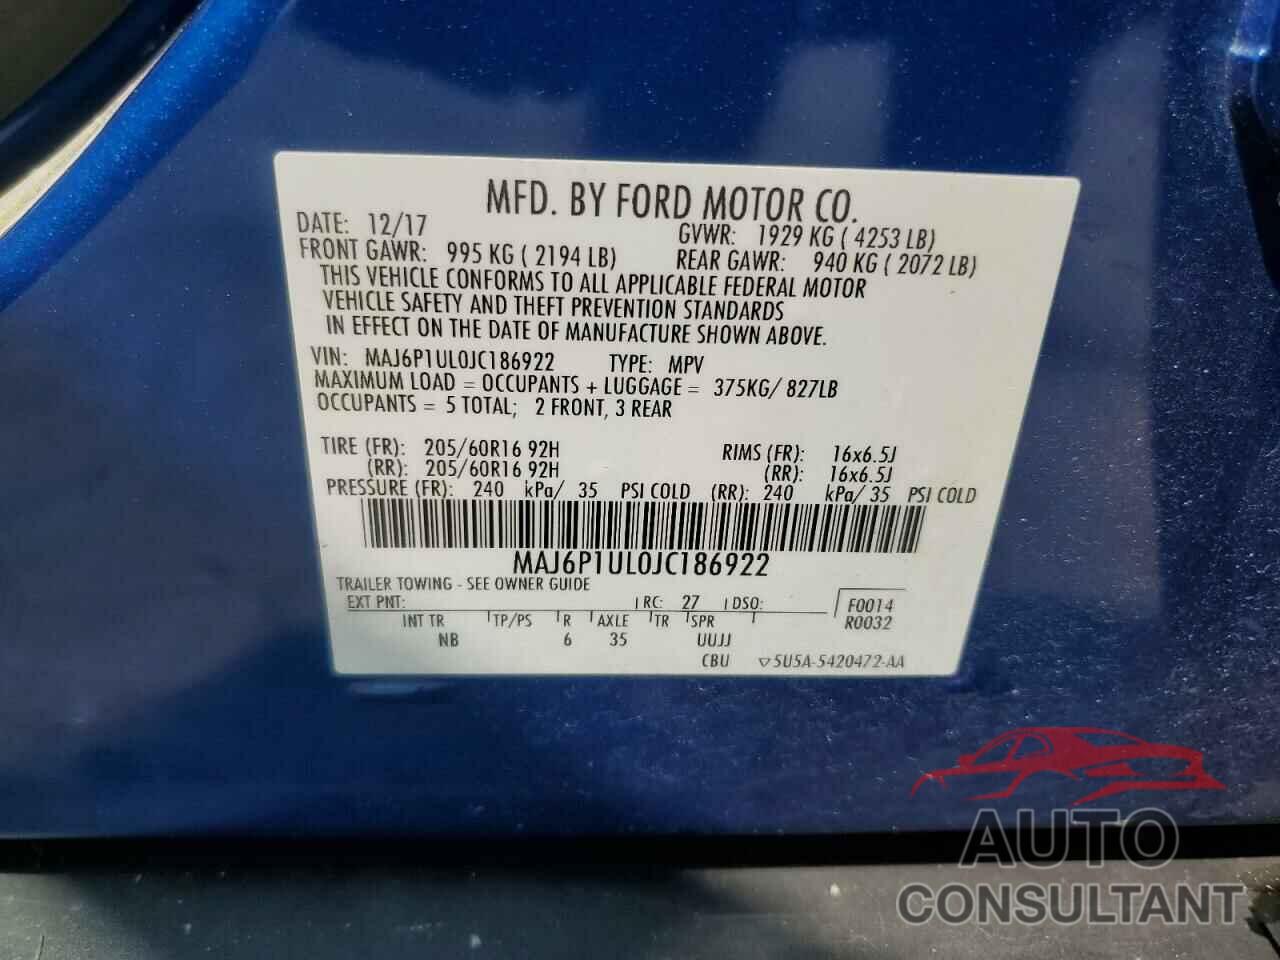 MFD. BY FORD MOTOR CO.
DATE: 12/17 GVWR: 1929 KG ( 4253 LB)
FRONT GAWR: 995 KG ( 2194 LB) REAR GAWR: 940 KG ( 2072 LB)
THIS VEHICLE CONFORMS TO ALL APPLICABLE FEDERAL MOTOR
VEHICLE SAFETY AND THEFT PREVENTION STANDARDS
IN EFFECT ON THE DATE OF MANUFACTURE SHOWN ABOVE.
VIN: MAJ6P1UL0JC186922 TYPE: MPV
MAXIMUM LOAD = OCCUPANTS + LUGGAGE = 375KG/ 827LB
OCCUPANTS = 5 TOTAL; 2 FRONT, 3 REAR
TIRE (FR): 205/60R16 92H RIMS (FR): 16x6.5J
(RR): 205/60R16 92H (RR): 16x6.5J
PRESSURE (FR): 240 kPa/ 35 PSI COLD (RR): 240 kPa/ 35 PSI COLD
MAJ6P1UL0JC186922
TRAILER TOWING - SEE OWNER GUIDE
EXT PNT: RC: 27 DSO: F0014
INT TR TP/PS R AXLE TR SPR R0032
NB 6 35 UUJJ
CBU ▽5U5A-5420472-AA
AUTO
CONSULTANT